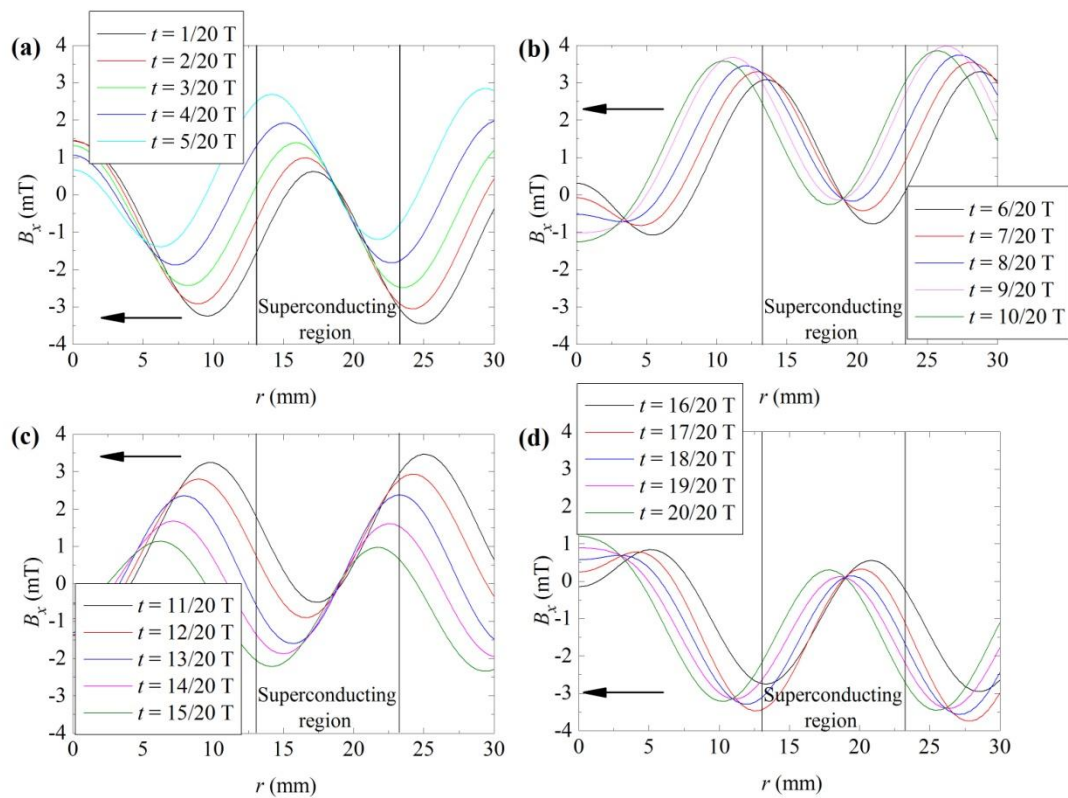 (a)
t = 1/20 T
t = 2/20 T
t = 3/20 T
t = 4/20 T
t = 5/20 T
4
3
2
1
0
-1
-2
-3
-4
Bx (mT)
Superconducting
region
0 5 10 15 20 25 30
r (mm)
(b)
4
3
2
1
0
-1
-2
-3
-4
Bx (mT)
t = 6/20 T
t = 7/20 T
t = 8/20 T
t = 9/20 T
t = 10/20 T
Superconducting
region
0 5 10 15 20 25 30
r (mm)
(c)
4
3
2
1
0
-1
-2
-3
-4
Bx (mT)
t = 11/20 T
t = 12/20 T
t = 13/20 T
t = 14/20 T
t = 15/20 T
Superconducting
region
0 5 10 15 20 25 30
r (mm)
t = 16/20 T
t = 17/20 T
t = 18/20 T
t = 19/20 T
t = 20/20 T
(d)
4
3
2
1
0
-1
-2
-3
-4
Bx (mT)
Superconducting
region
0 5 10 15 20 25 30
r (mm)